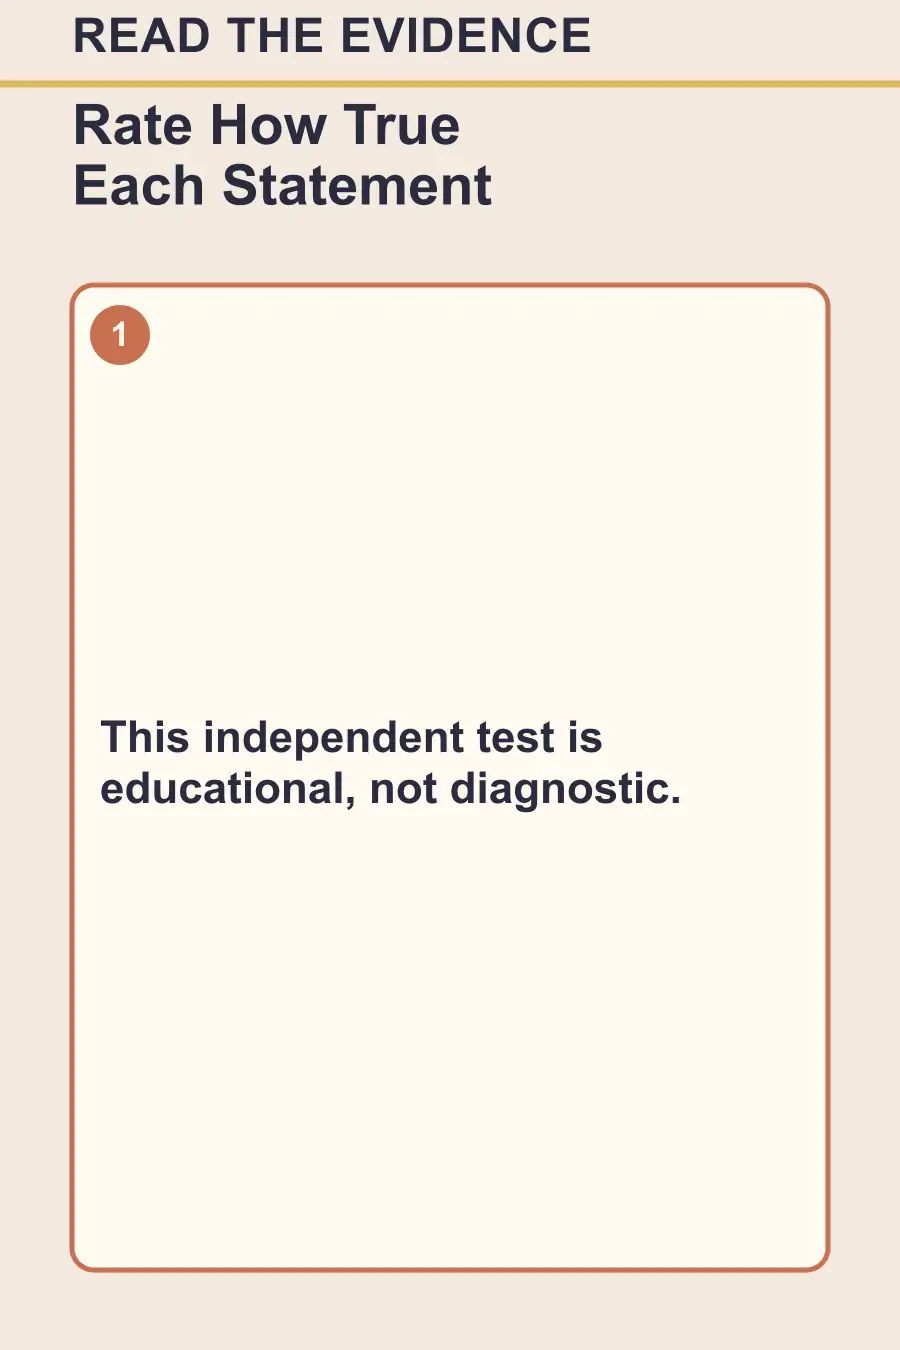 READ THE EVIDENCE
Rate How True
Each Statement
1
This independent test is
educational, not diagnostic.